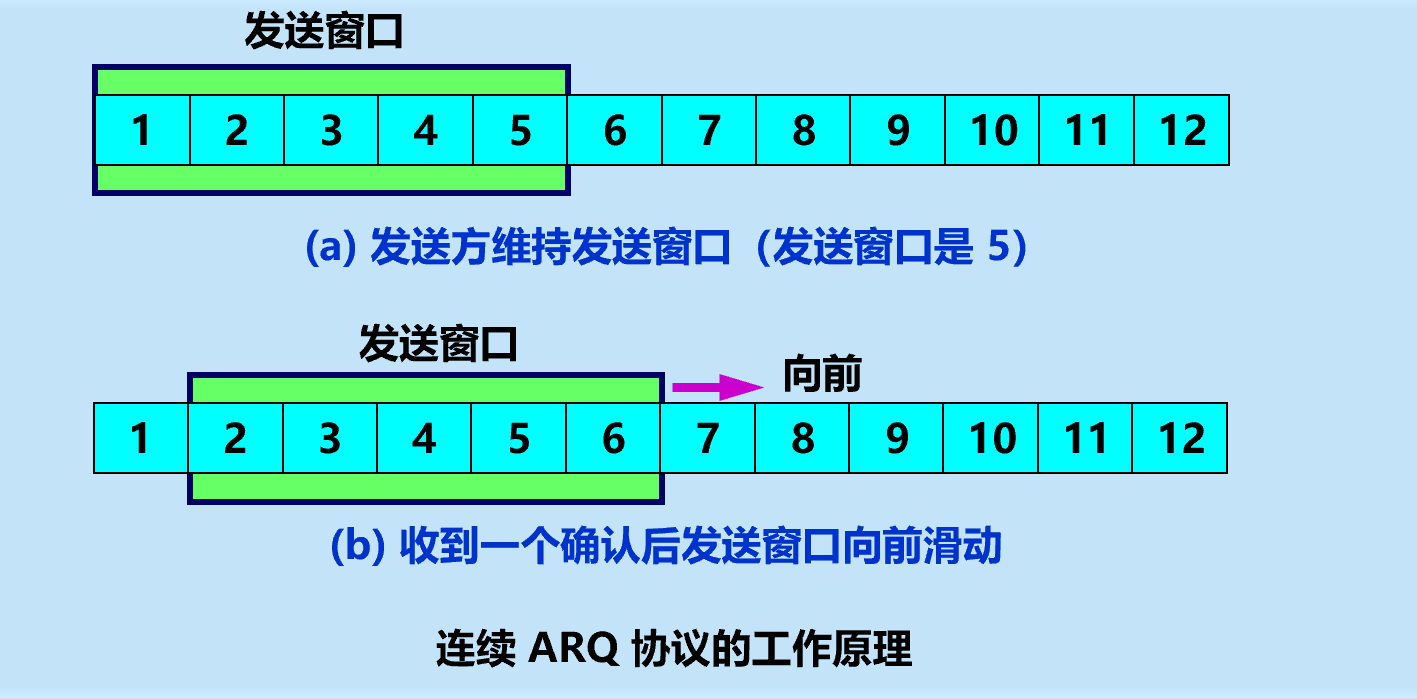 发送窗口
1 2 3 4 5 6 7 8 9 10 11 12
(a) 发送方维持发送窗口（发送窗口是 5）
发送窗口
向前
1 2 3 4 5 6 7 8 9 10 11 12
(b) 收到一个确认后发送窗口向前滑动
连续 ARQ 协议的工作原理